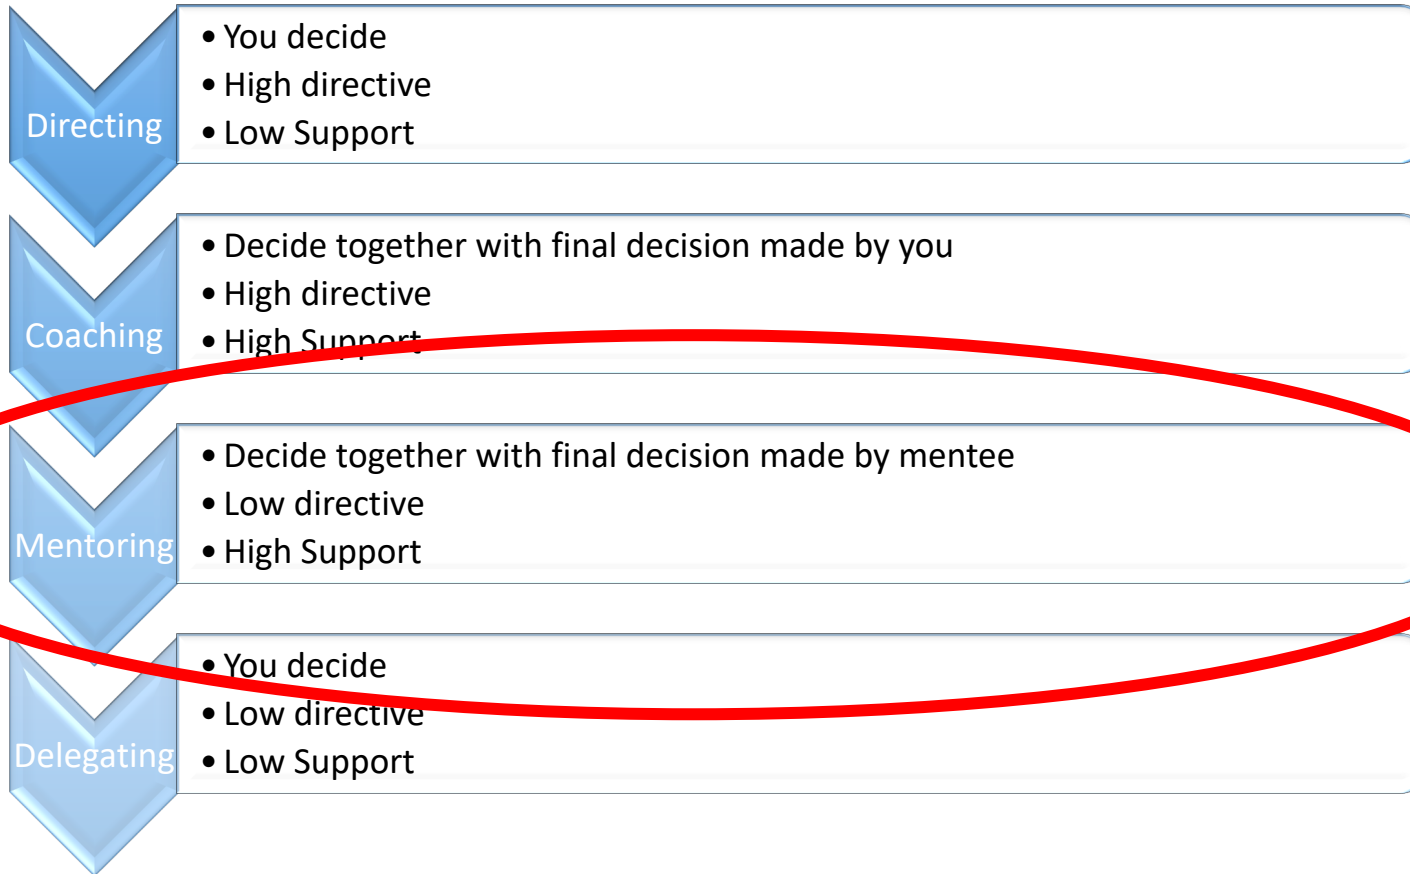 Directing
• You decide
• High directive
• Low Support
Coaching
• Decide together with final decision made by you
• High directive
• High Support
Mentoring
• Decide together with final decision made by mentee
• Low directive
• High Support
Delegating
• You decide
• Low directive
• Low Support